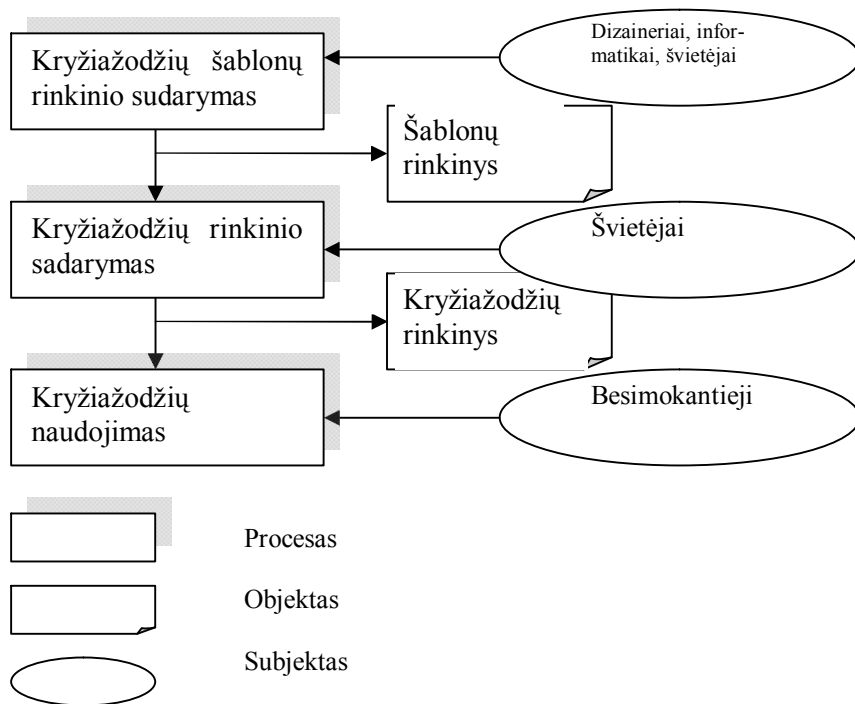 Kryžiažodžių šablonų
rinkinio sudarymas
Dizaineriai, infor-
matikai, švietėjai
Šablonų
rinkinys
Kryžiažodžių rinkinio
sadarymas
Švietėjai
Kryžiažodžių
rinkinys
Kryžiažodžių
naudojimas
Besimokantieji
Procesas
Objektas
Subjektas